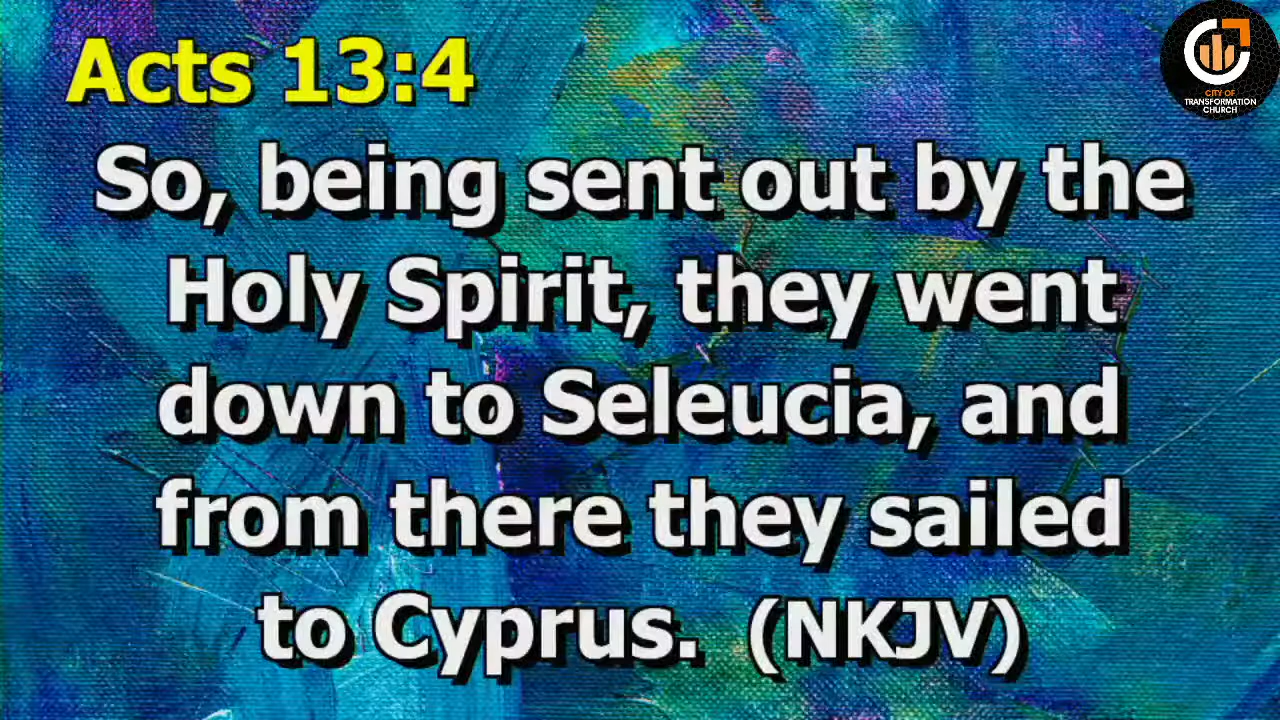 Acts 13:4
So, being sent out by the
Holy Spirit, they went
down to Seleucia, and
from there they sailed
to Cyprus. (NKJV)
CITY OF
TRANSFORMATION
CHURCH